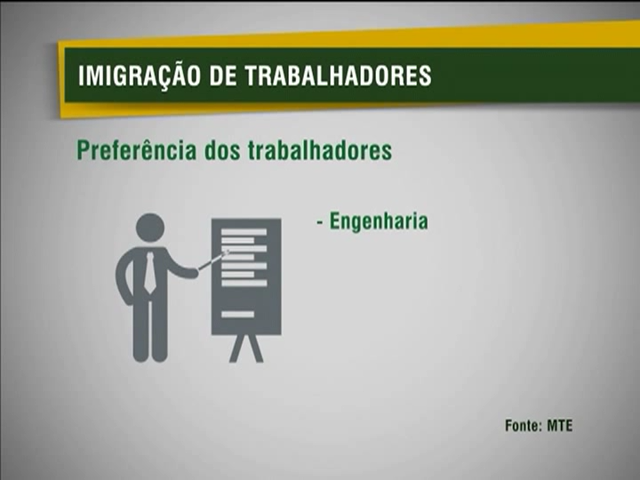 IMIGRAÇÃO DE TRABALHADORES
Preferência dos trabalhadores
- Engenharia
Fonte: MTE